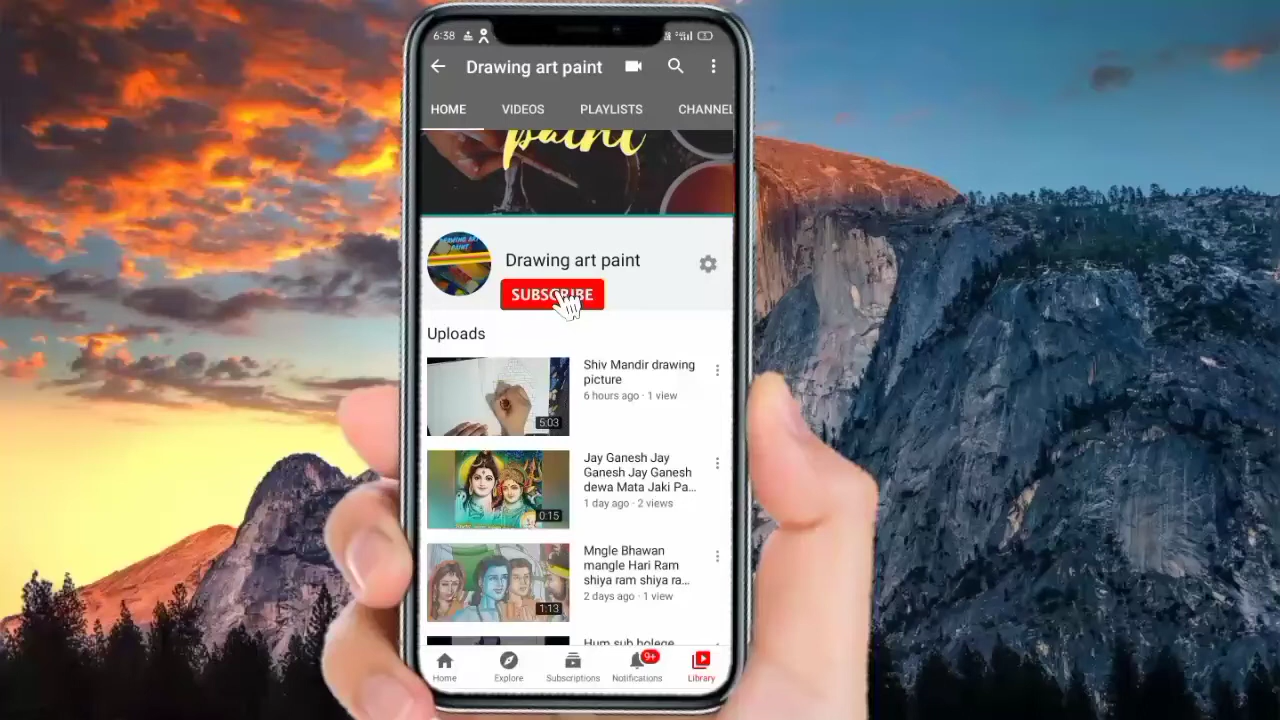 6:38
Drawing art paint
HOME VIDEOS PLAYLISTS CHANNEL
paint
DRAWING ART
PAINT
Drawing art paint
SUBSCRIBE
Uploads
Shiv Mandir drawing
picture
6 hours ago · 1 view
5:03
Jay Ganesh Jay
Ganesh Jay Ganesh
dewa Mata Jaki Pa...
1 day ago · 2 views
0:15
Mngle Bhawan
mangle Hari Ram
shiya ram shiya ra...
2 days ago · 1 view
1:13
Hum sub bolege
9+
Home Explore Subscriptions Notifications Library